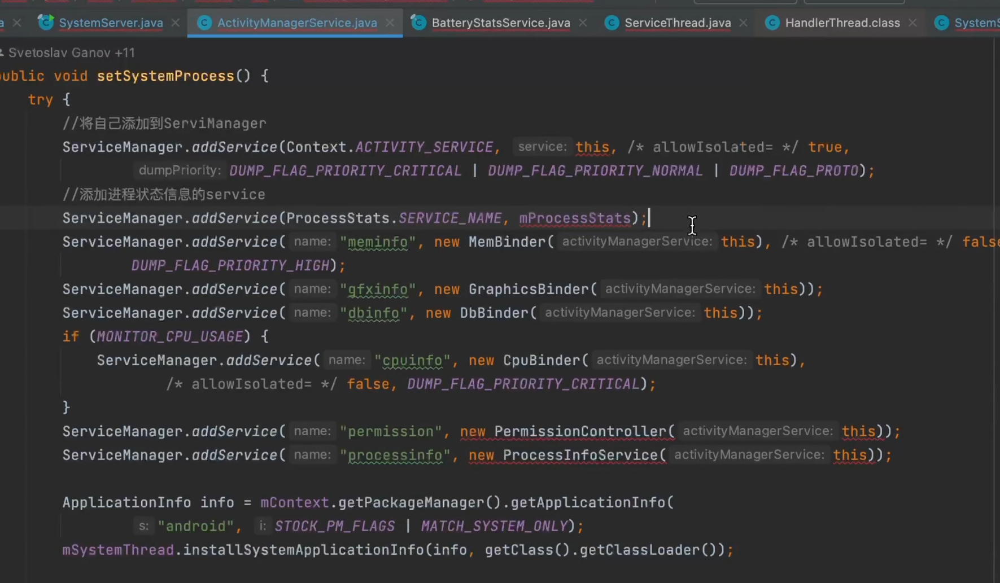 a SystemServer.java ActivityManagerService.java BatteryStatsService.java ServiceThread.java HandlerThread.class SystemS
Svetoslav Ganov +11
public void setSystemProcess() {
try {
//将自己添加到ServiManager
ServiceManager.addService(Context.ACTIVITY_SERVICE, service: this, /* allowIsolated= */ true,
dumpPriority: DUMP_FLAG_PRIORITY_CRITICAL | DUMP_FLAG_PRIORITY_NORMAL | DUMP_FLAG_PROTO);
//添加进程状态信息的service
ServiceManager.addService(ProcessStats.SERVICE_NAME, mProcessStats);
ServiceManager.addService( name: "meminfo", new MemBinder( activityManagerService: this), /* allowIsolated= */ false
DUMP_FLAG_PRIORITY_HIGH);
ServiceManager.addService( name: "gfxinfo", new GraphicsBinder( activityManagerService: this));
ServiceManager.addService( name: "dbinfo", new DbBinder( activityManagerService: this));
if (MONITOR_CPU_USAGE) {
ServiceManager.addService( name: "cpuinfo", new CpuBinder( activityManagerService: this),
/* allowIsolated= */ false, DUMP_FLAG_PRIORITY_CRITICAL);
}
ServiceManager.addService( name: "permission", new PermissionController( activityManagerService: this));
ServiceManager.addService( name: "processinfo", new ProcessInfoService( activityManagerService: this));
ApplicationInfo info = mContext.getPackageManager().getApplicationInfo(
s: "android", i: STOCK_PM_FLAGS | MATCH_SYSTEM_ONLY);
mSystemThread.installSystemApplicationInfo(info, getClass().getClassLoader());